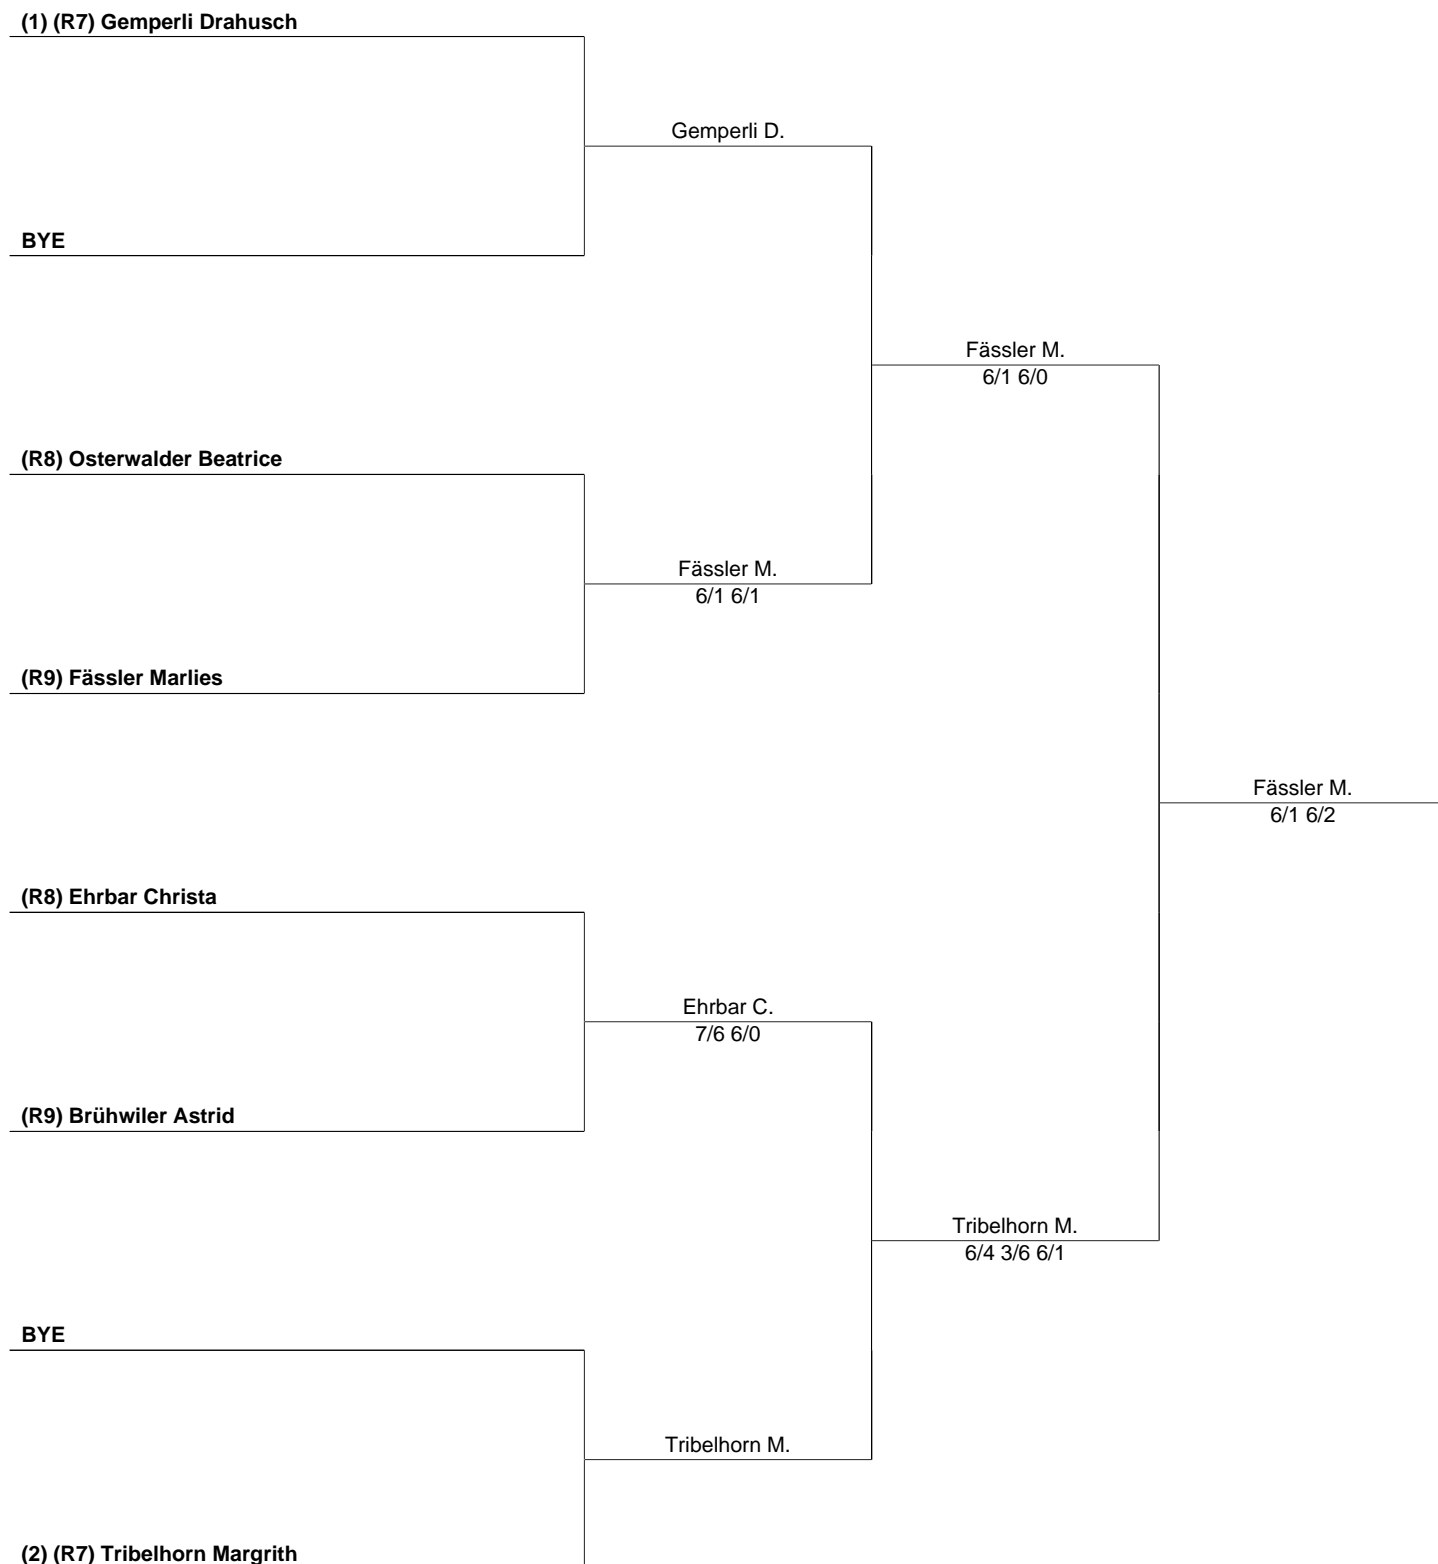 (1) (R7) Gemperli Drahusch
Gemperli D.
BYE
Fässler M.
6/1 6/0
(R8) Osterwalder Beatrice
Fässler M.
6/1 6/1
(R9) Fässler Marlies
Fässler M.
6/1 6/2
(R8) Ehrbar Christa
Ehrbar C.
7/6 6/0
(R9) Brühwiler Astrid
Tribelhorn M.
6/4 3/6 6/1
BYE
Tribelhorn M.
(2) (R7) Tribelhorn Margrith